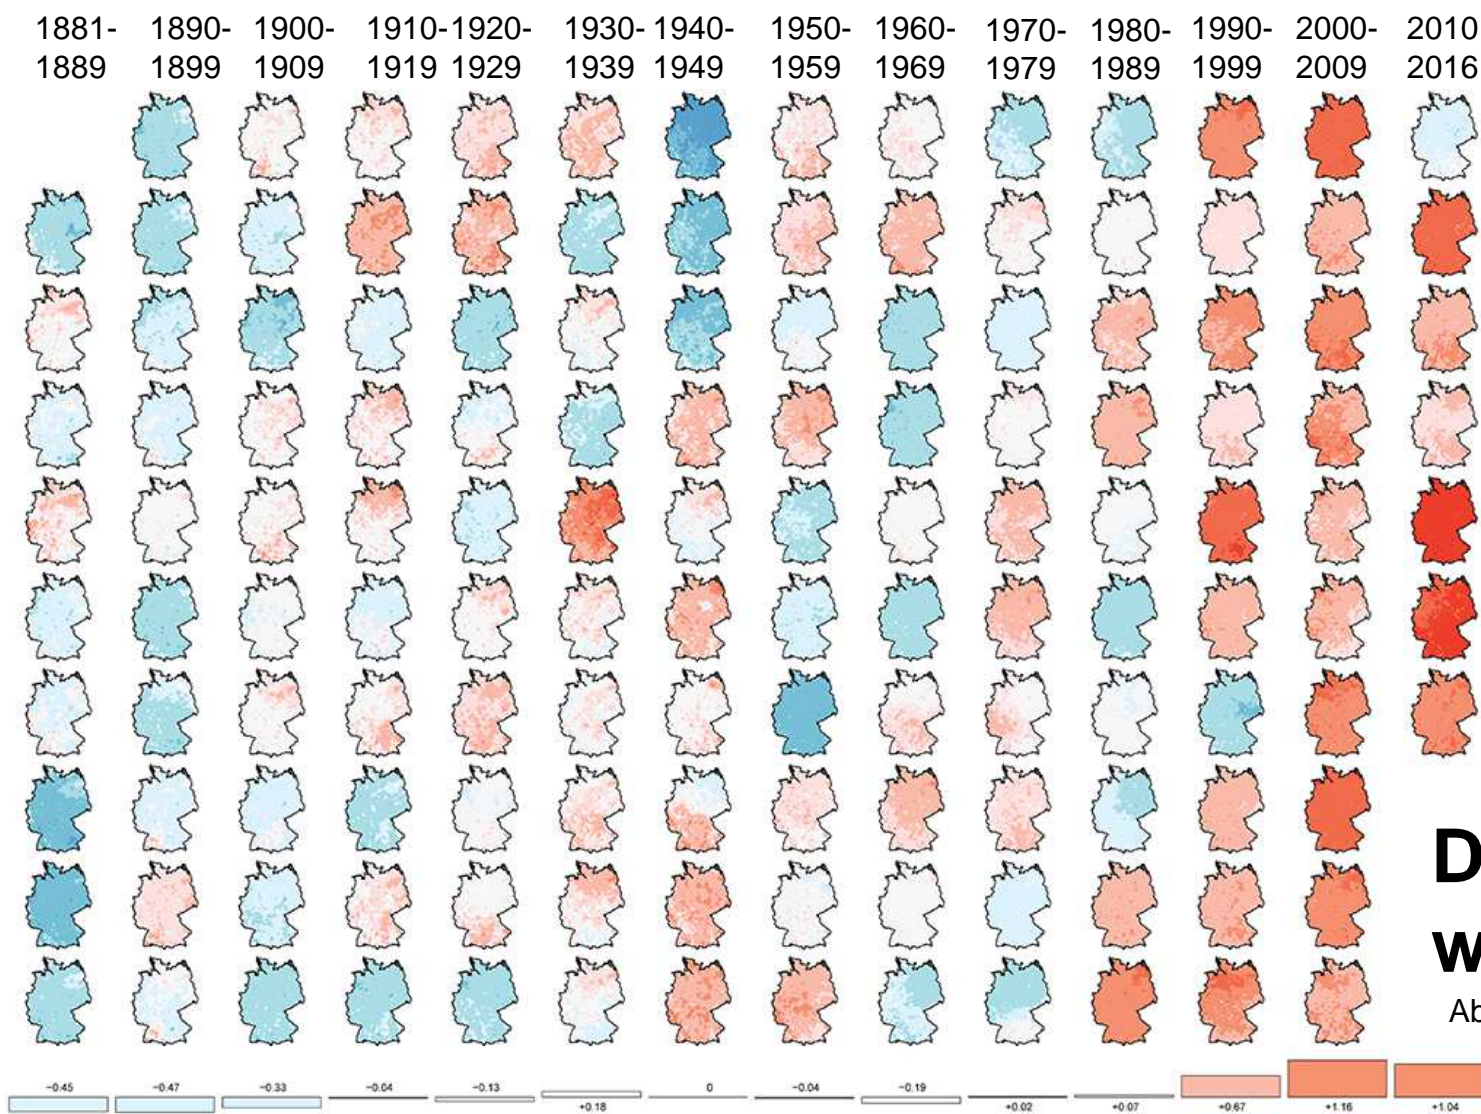 1881- 1890- 1900- 1910- 1920- 1930- 1940- 1950- 1960- 1970- 1980- 1990- 2000- 2010
1889 1899 1909 1919 1929 1939 1949 1959 1969 1979 1989 1999 2009 2016
D
w
Ab
−0.45 −0.47 −0.33 −0.04 −0.13 0 −0.04 −0.19
+0.18 +0.02 +0.07 +0.67 +1.16 +1.04